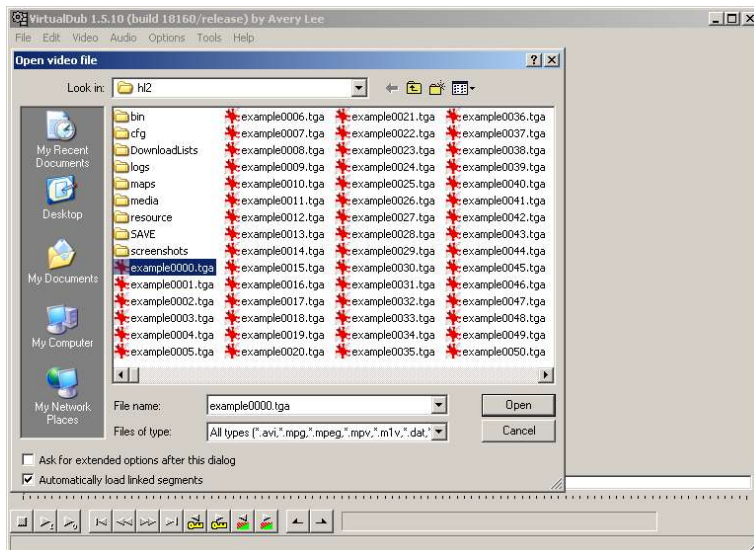 VirtualDub 1.5.10 (build 18160/release) by Avery Lee
File Edit Video Audio Options Tools Help
Open video file
Look in: hl2
My Recent Documents
Desktop
My Documents
My Computer
My Network Places
bin
cfg
DownloadLists
logs
maps
media
resource
SAVE
screenshots
example0000.tga
example0001.tga
example0002.tga
example0003.tga
example0004.tga
example0005.tga
example0006.tga
example0007.tga
example0008.tga
example0009.tga
example0010.tga
example0011.tga
example0012.tga
example0013.tga
example0014.tga
example0015.tga
example0016.tga
example0017.tga
example0018.tga
example0019.tga
example0020.tga
example0021.tga
example0022.tga
example0023.tga
example0024.tga
example0025.tga
example0026.tga
example0027.tga
example0028.tga
example0029.tga
example0030.tga
example0031.tga
example0032.tga
example0033.tga
example0034.tga
example0035.tga
example0036.tga
example0037.tga
example0038.tga
example0039.tga
example0040.tga
example0041.tga
example0042.tga
example0043.tga
example0044.tga
example0045.tga
example0046.tga
example0047.tga
example0048.tga
example0049.tga
example0050.tga
File name: example0000.tga Open
Files of type: All types (*.avi,*.mpg,*.mpeg,*.mpv,*.m1v,*.dat,* Cancel
Ask for extended options after this dialog
Automatically load linked segments